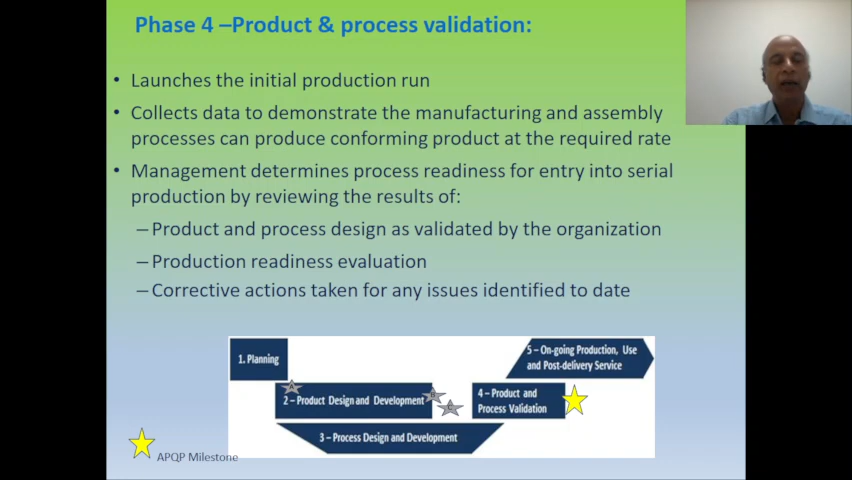 Phase 4 –Product & process validation:
• Launches the initial production run
• Collects data to demonstrate the manufacturing and assembly
processes can produce conforming product at the required rate
• Management determines process readiness for entry into serial
production by reviewing the results of:
–Product and process design as validated by the organization
–Production readiness evaluation
–Corrective actions taken for any issues identified to date
1. Planning
5 – On-going Production, Use
and Post-delivery Service
A
2 – Product Design and Development
4 – Product and
Process Validation
3 – Process Design and Development
APQP Milestone